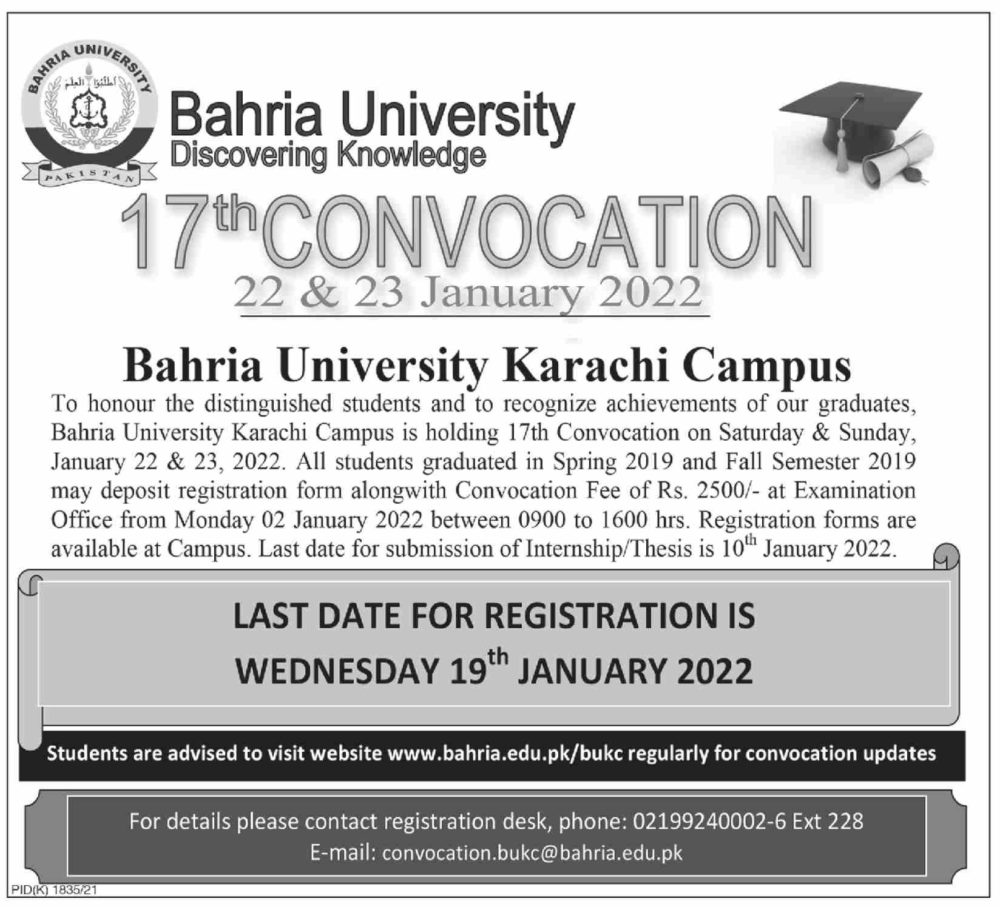 BAHRIA UNIVERSITY
اُطلُبُوا العِلمَ
PAKISTAN
Bahria University
Discovering Knowledge
17th CONVOCATION
22 & 23 January 2022
Bahria University Karachi Campus
To honour the distinguished students and to recognize achievements of our graduates,
Bahria University Karachi Campus is holding 17th Convocation on Saturday & Sunday,
January 22 & 23, 2022. All students graduated in Spring 2019 and Fall Semester 2019
may deposit registration form alongwith Convocation Fee of Rs. 2500/- at Examination
Office from Monday 02 January 2022 between 0900 to 1600 hrs. Registration forms are
available at Campus. Last date for submission of Internship/Thesis is 10th January 2022.
LAST DATE FOR REGISTRATION IS
WEDNESDAY 19th JANUARY 2022
Students are advised to visit website www.bahria.edu.pk/bukc regularly for convocation updates
For details please contact registration desk, phone: 02199240002-6 Ext 228
E-mail: convocation.bukc@bahria.edu.pk
PID(K) 1835/21